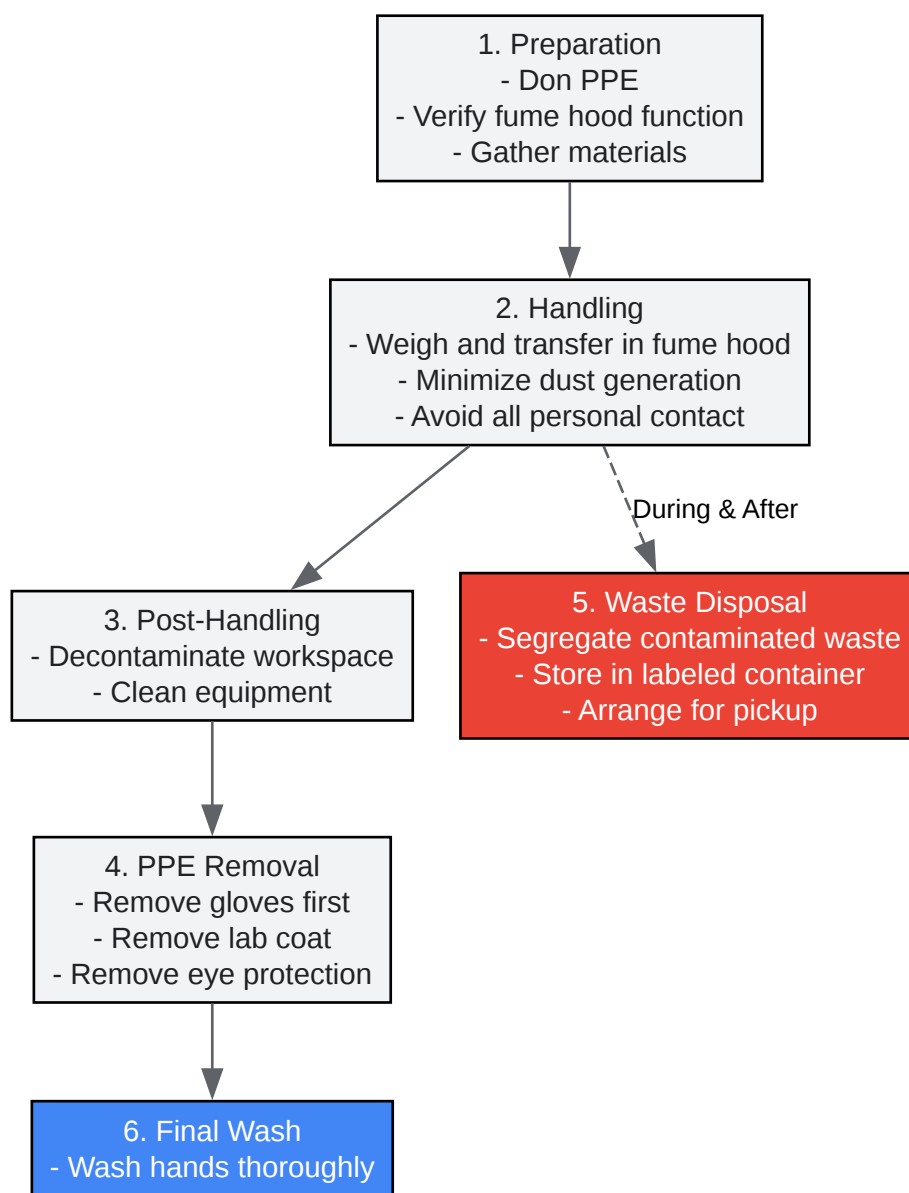 1. Preparation
- Don PPE
- Verify fume hood function
- Gather materials
2. Handling
- Weigh and transfer in fume hood
- Minimize dust generation
- Avoid all personal contact
During & After
3. Post-Handling
- Decontaminate workspace
- Clean equipment
5. Waste Disposal
- Segregate contaminated waste
- Store in labeled container
- Arrange for pickup
4. PPE Removal
- Remove gloves first
- Remove lab coat
- Remove eye protection
6. Final Wash
- Wash hands thoroughly